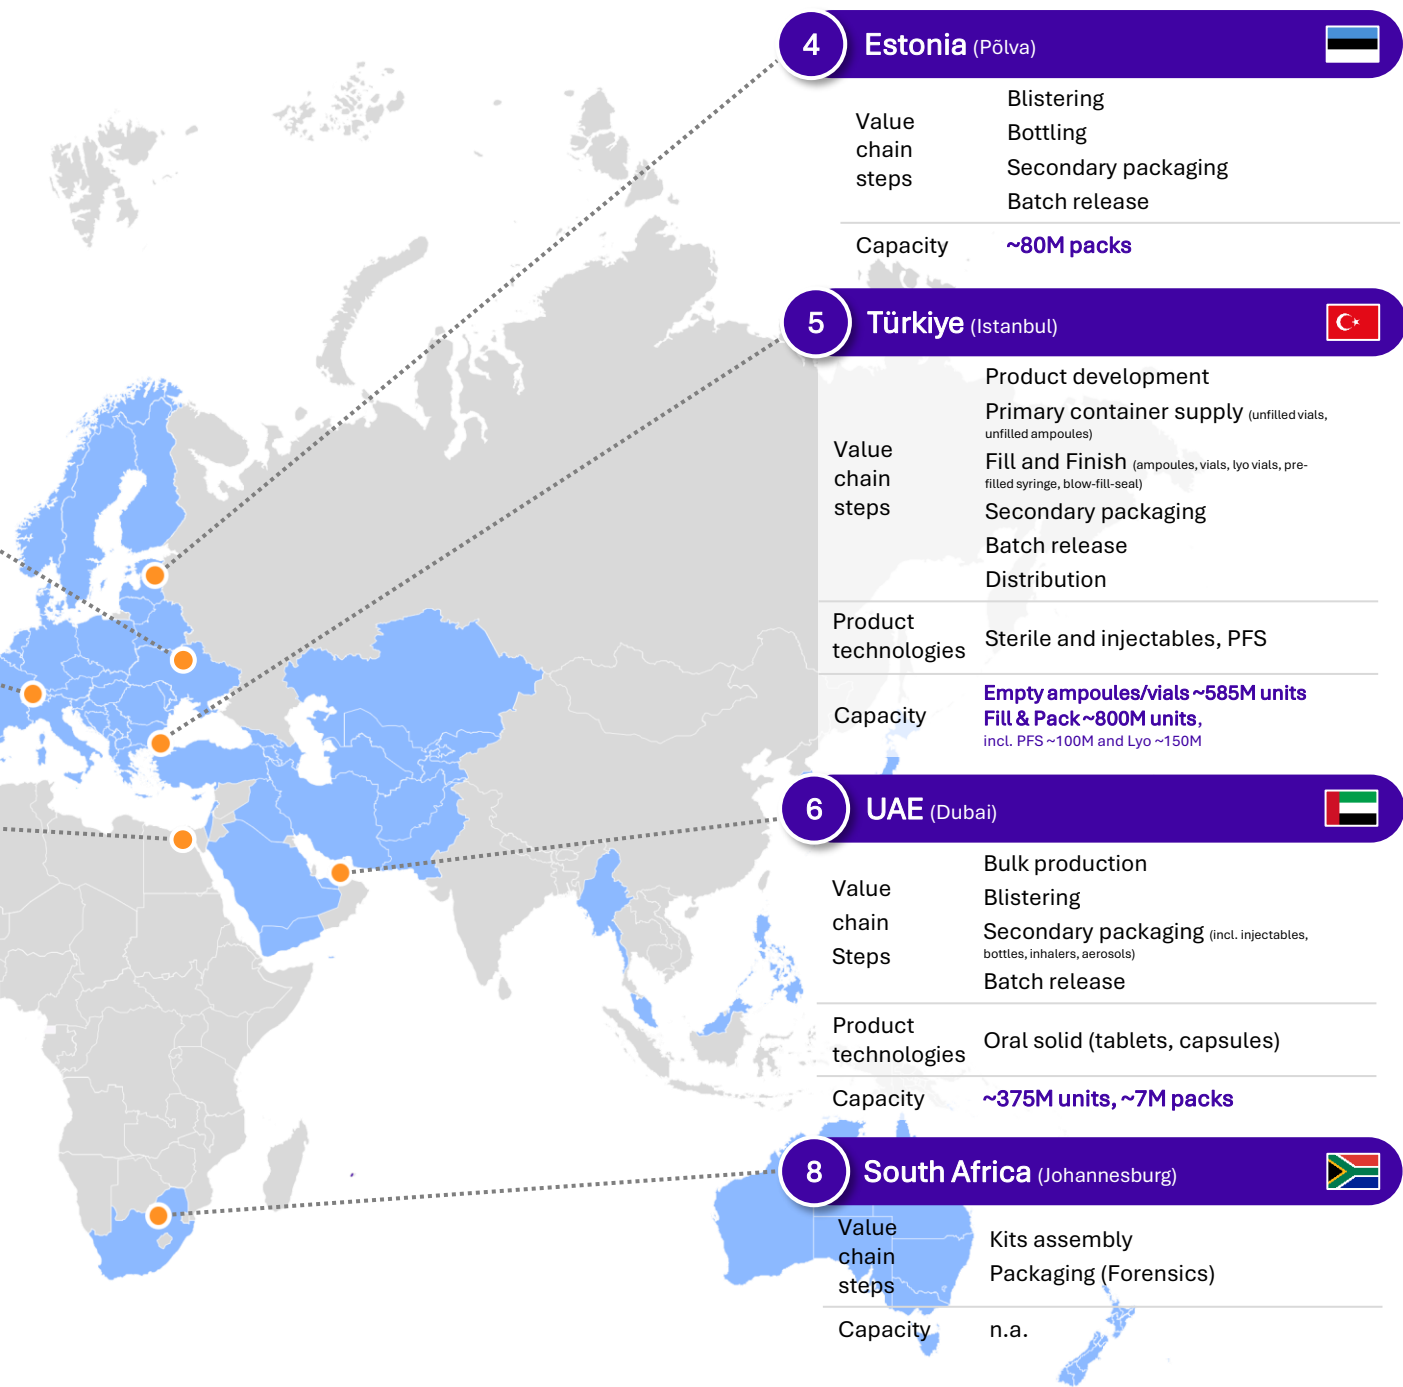 4 Estonia (Põlva)
Value
chain
steps
Blistering
Bottling
Secondary packaging
Batch release
Capacity ~80M packs
5 Türkiye (Istanbul)
Value
chain
steps
Product development
Primary container supply (unfilled vials,
unfilled ampoules)
Fill and Finish (ampoules, vials, lyo vials, pre-
filled syringe, blow-fill-seal)
Secondary packaging
Batch release
Distribution
Product
technologies
Sterile and injectables, PFS
Capacity
Empty ampoules/vials ~585M units
Fill & Pack ~800M units,
incl. PFS ~100M and Lyo ~150M
6 UAE (Dubai)
Value
chain
Steps
Bulk production
Blistering
Secondary packaging (incl. injectables,
bottles, inhalers, aerosols)
Batch release
Product
technologies
Oral solid (tablets, capsules)
Capacity ~375M units, ~7M packs
8 South Africa (Johannesburg)
Value
chain
steps
Kits assembly
Packaging (Forensics)
Capacity n.a.